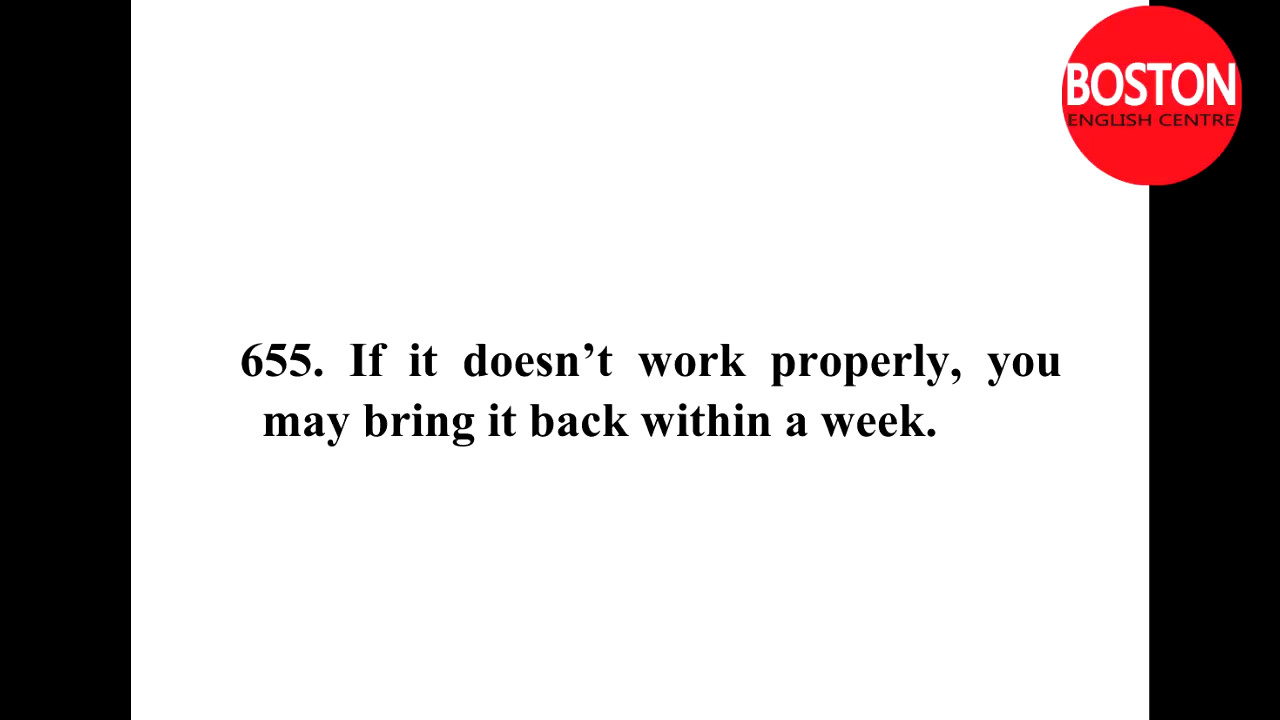 BOSTON
ENGLISH CENTRE
655. If it doesn’t work properly, you
may bring it back within a week.